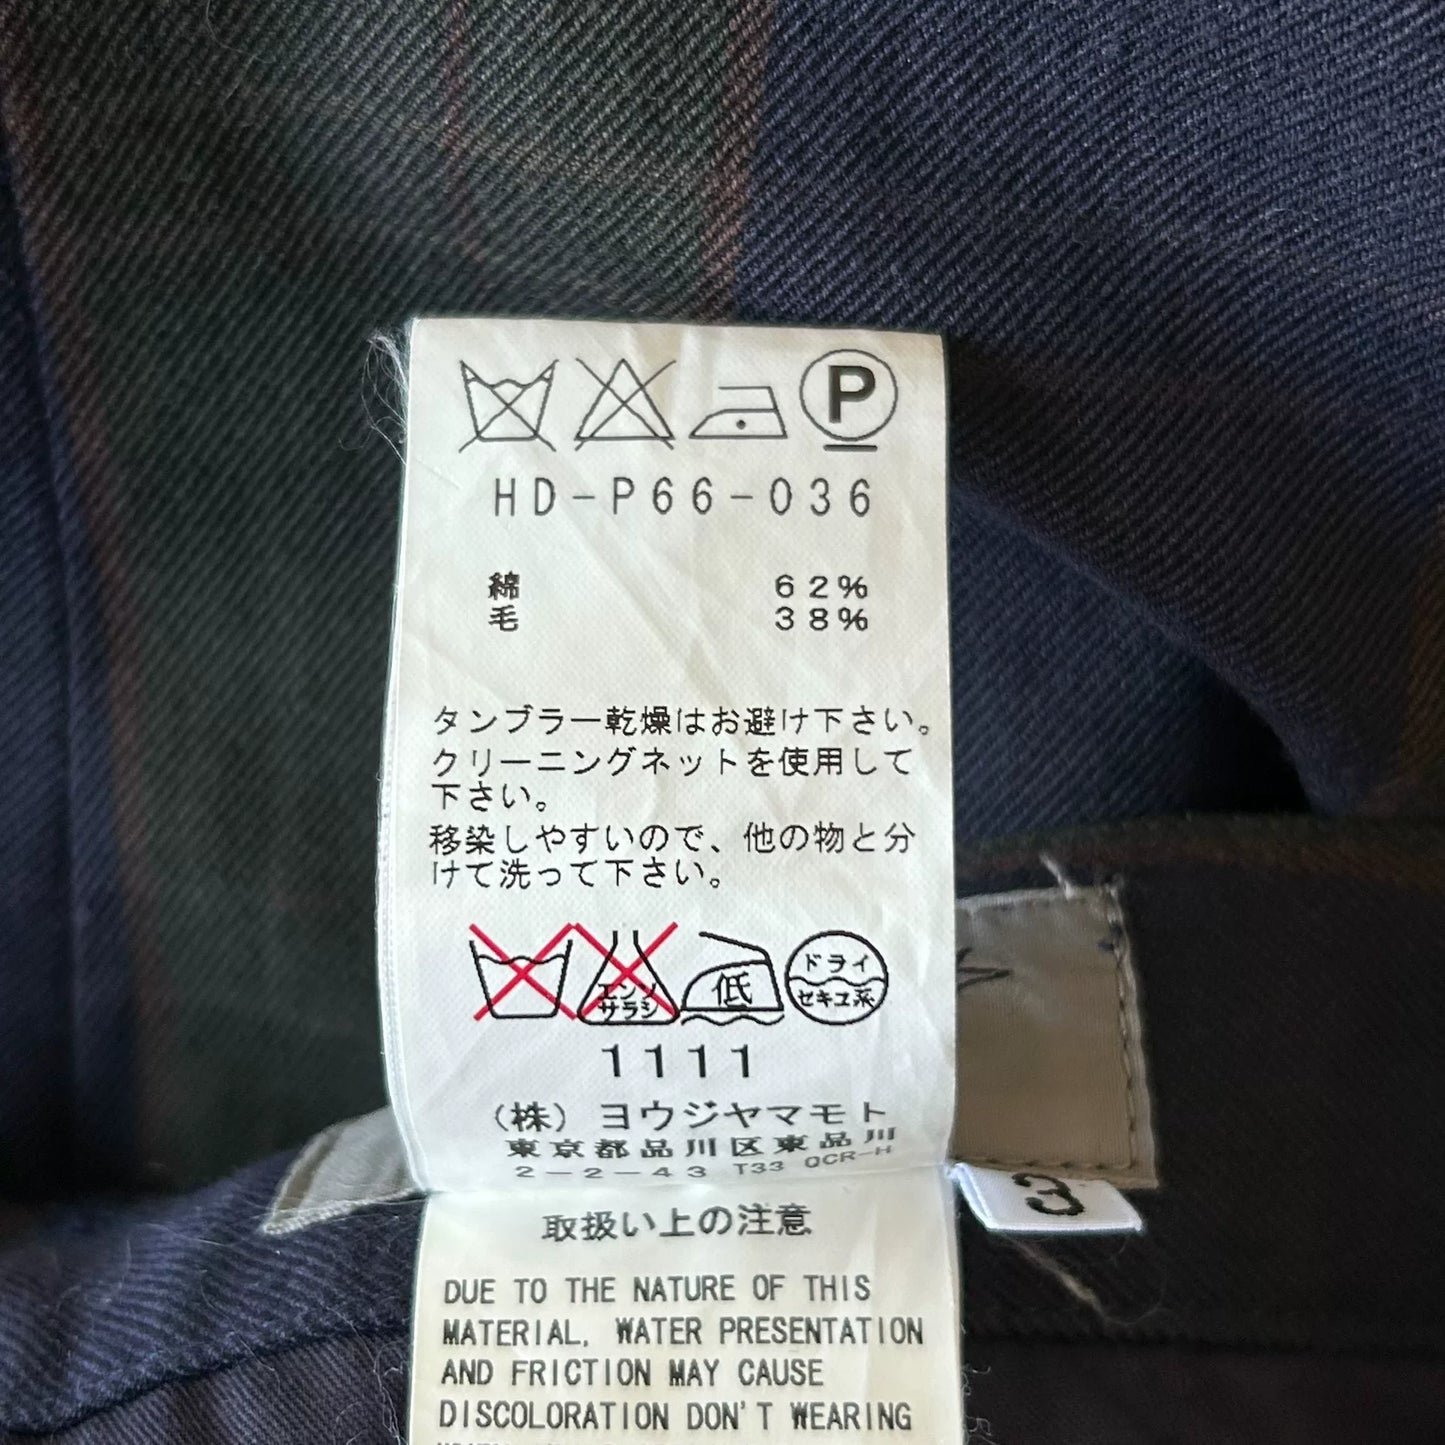 P
HD-P66-036
綿 62%
毛 38%
タンブラー乾燥はお避け下さい。
クリーニングネットを使用して
下さい。
移染しやすいので、他の物と分
けて洗って下さい。
エンソ
サラシ
低
ドライ
セキユ系
1111
(株) ヨウジヤマモト
東京都品川区東品川
2-2-43 T33 QCR-H
3
取扱い上の注意
DUE TO THE NATURE OF THIS
MATERIAL, WATER PRESENTATION
AND FRICTION MAY CAUSE
DISCOLORATION DON'T WEARING